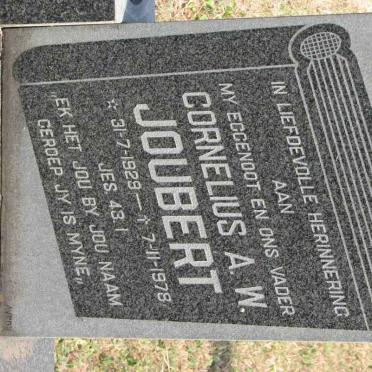 IN LIEFDEVOLLE HERINNERING
AAN
MY EGGENOOT EN ONS VADER
CORNELIUS A. W.
JOUBERT
☆ 31-7-1929 – ✝ 7-11-1978
JES 43 1
"EK HET JOU BY JOU NAAM
GEROEP, JY IS MYNE"